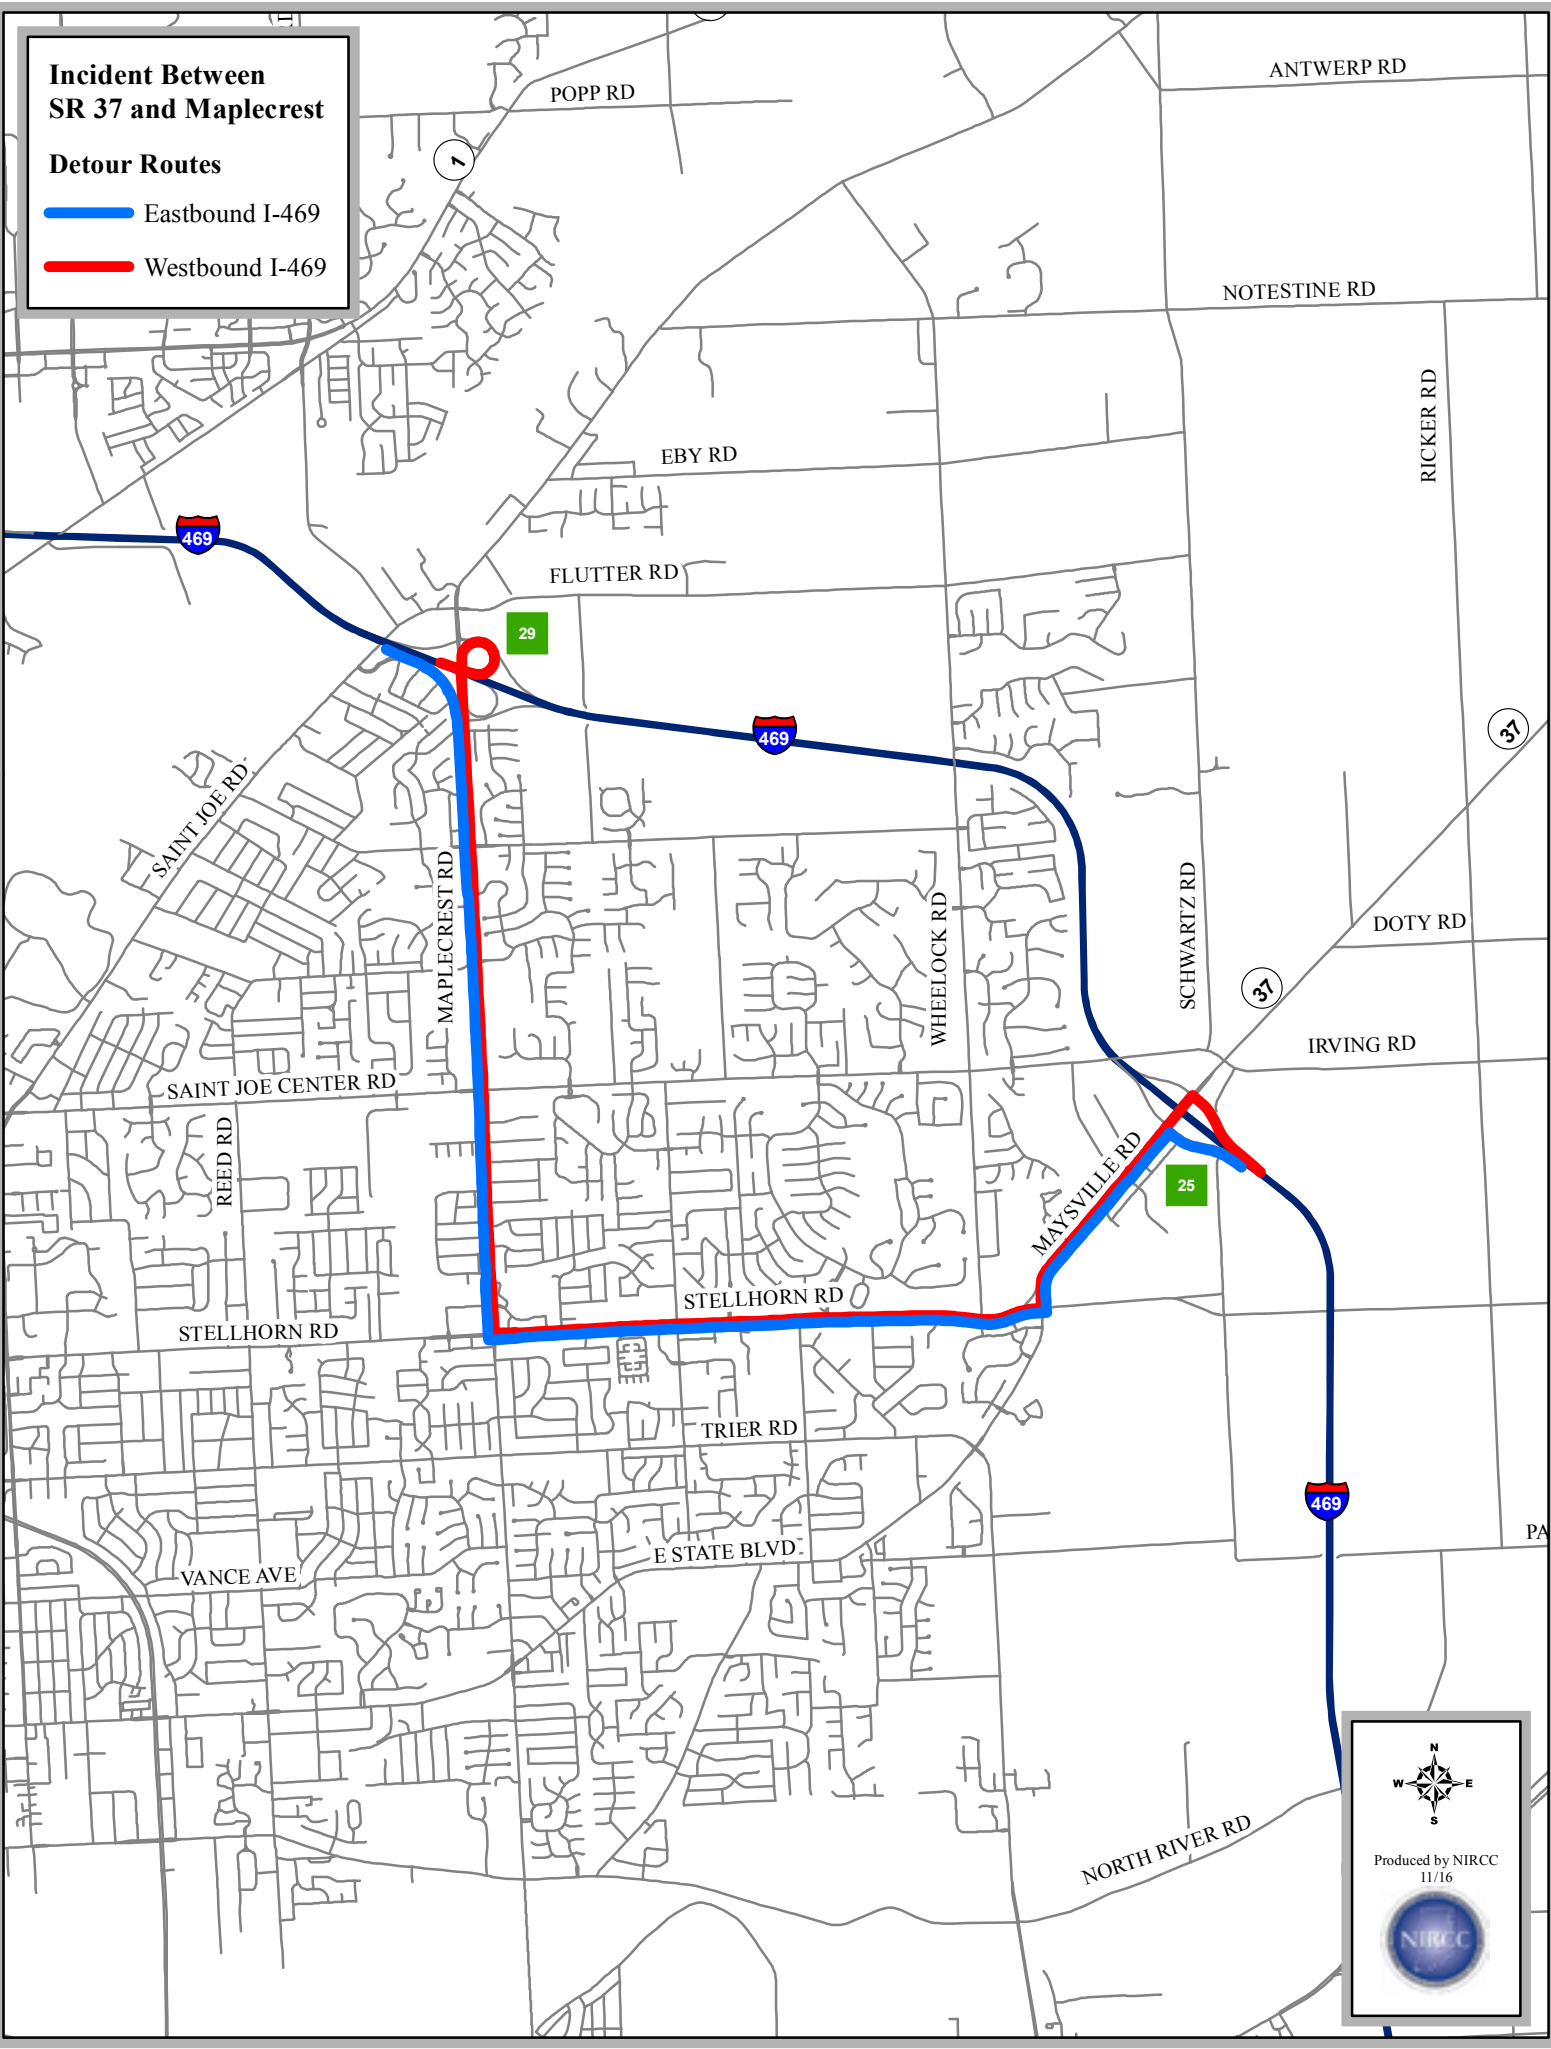 Incident Between
SR 37 and Maplecrest
Detour Routes
Eastbound I-469
Westbound I-469
ANTWERP RD
POPP RD
1
NOTESTINE RD
RICKER RD
EBY RD
469
FLUTTER RD
29
37
469
SAINT JOE RD
MAPLECREST RD
WHEELOCK RD
SCHWARTZ RD
DOTY RD
37
IRVING RD
SAINT JOE CENTER RD
REED RD
MAYSVILLE RD
25
STELLHORN RD
STELLHORN RD
TRIER RD
469
PA
E STATE BLVD
VANCE AVE
NORTH RIVER RD
N
W E
S
Produced by NIRCC
11/16
NIRCC